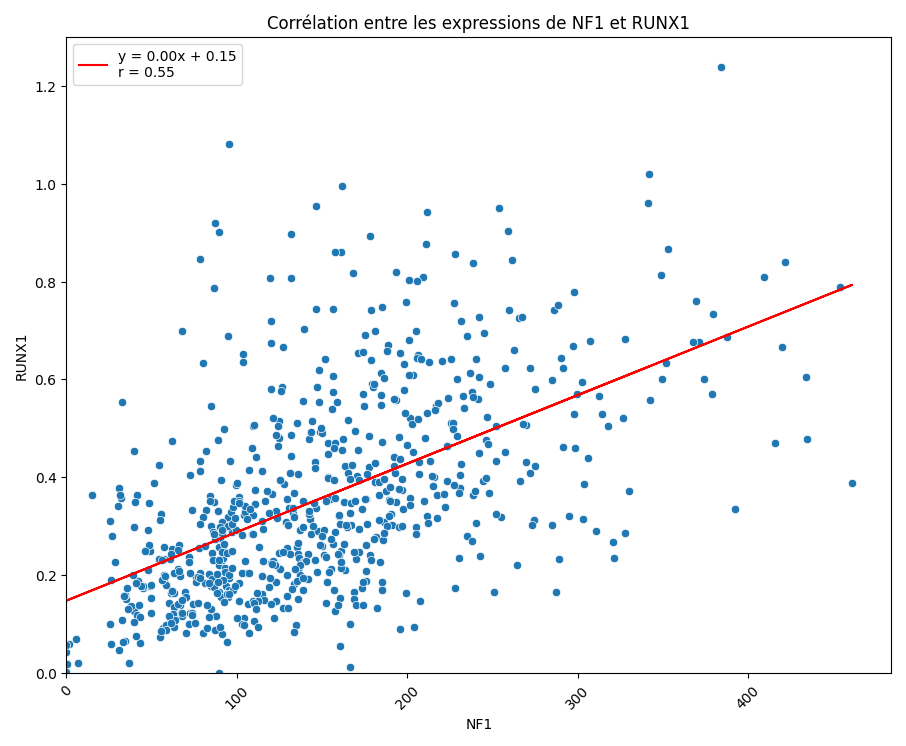 Corrélation entre les expressions de NF1 et RUNX1
y = 0.00x + 0.15
r = 0.55
1.2
1.0
0.8
0.6
0.4
0.2
0.0
RUNX1
0
100
200
300
400
NF1